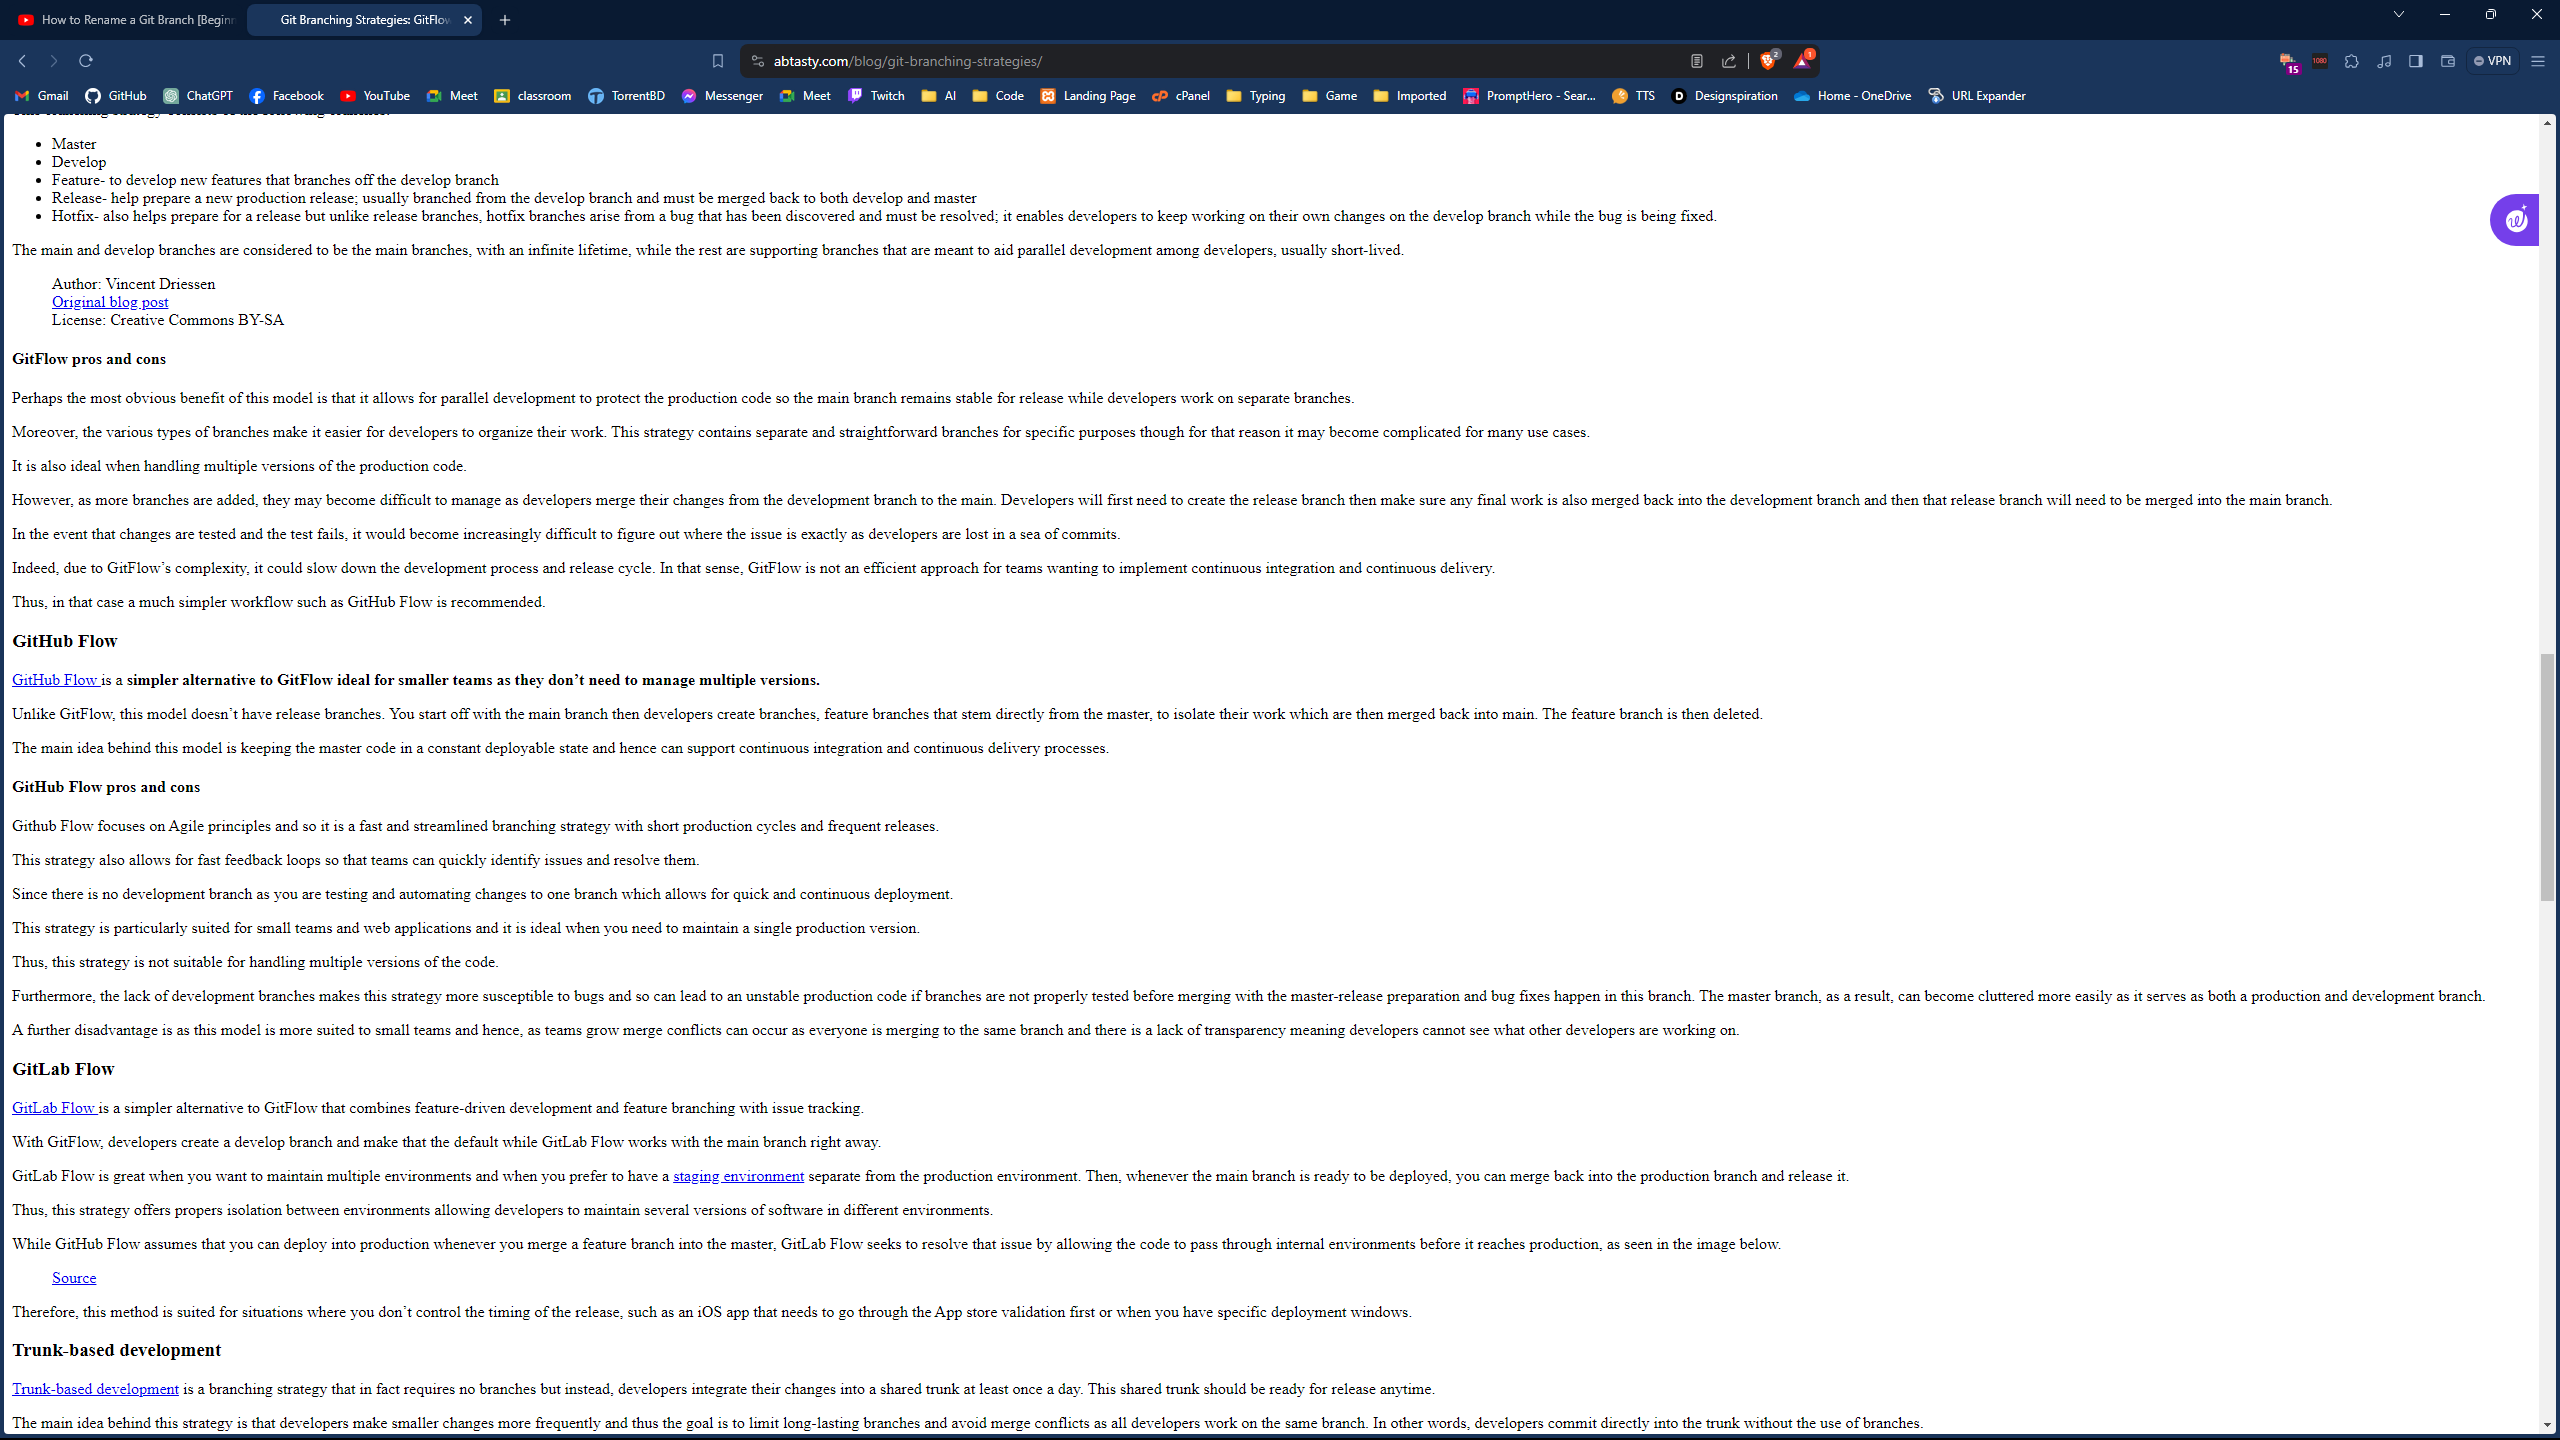 How to Rename a Git Branch [Beginn
Git Branching Strategies: GitFlow
abtasty.com/blog/git-branching-strategies/
2
1
15
1080
VPN
Gmail GitHub ChatGPT Facebook YouTube Meet classroom TorrentBD Messenger Meet Twitch AI Code Landing Page cPanel Typing Game Imported PromptHero - Sear... TTS Designspiration Home - OneDrive URL Expander
Master
Develop
Feature- to develop new features that branches off the develop branch
Release- help prepare a new production release; usually branched from the develop branch and must be merged back to both develop and master
Hotfix- also helps prepare for a release but unlike release branches, hotfix branches arise from a bug that has been discovered and must be resolved; it enables developers to keep working on their own changes on the develop branch while the bug is being fixed.
The main and develop branches are considered to be the main branches, with an infinite lifetime, while the rest are supporting branches that are meant to aid parallel development among developers, usually short-lived.
Author: Vincent Driessen
Original blog post
License: Creative Commons BY-SA
GitFlow pros and cons
Perhaps the most obvious benefit of this model is that it allows for parallel development to protect the production code so the main branch remains stable for release while developers work on separate branches.
Moreover, the various types of branches make it easier for developers to organize their work. This strategy contains separate and straightforward branches for specific purposes though for that reason it may become complicated for many use cases.
It is also ideal when handling multiple versions of the production code.
However, as more branches are added, they may become difficult to manage as developers merge their changes from the development branch to the main. Developers will first need to create the release branch then make sure any final work is also merged back into the development branch and then that release branch will need to be merged into the main branch.
In the event that changes are tested and the test fails, it would become increasingly difficult to figure out where the issue is exactly as developers are lost in a sea of commits.
Indeed, due to GitFlow’s complexity, it could slow down the development process and release cycle. In that sense, GitFlow is not an efficient approach for teams wanting to implement continuous integration and continuous delivery.
Thus, in that case a much simpler workflow such as GitHub Flow is recommended.
GitHub Flow
GitHub Flow is a simpler alternative to GitFlow ideal for smaller teams as they don’t need to manage multiple versions.
Unlike GitFlow, this model doesn’t have release branches. You start off with the main branch then developers create branches, feature branches that stem directly from the master, to isolate their work which are then merged back into main. The feature branch is then deleted.
The main idea behind this model is keeping the master code in a constant deployable state and hence can support continuous integration and continuous delivery processes.
GitHub Flow pros and cons
Github Flow focuses on Agile principles and so it is a fast and streamlined branching strategy with short production cycles and frequent releases.
This strategy also allows for fast feedback loops so that teams can quickly identify issues and resolve them.
Since there is no development branch as you are testing and automating changes to one branch which allows for quick and continuous deployment.
This strategy is particularly suited for small teams and web applications and it is ideal when you need to maintain a single production version.
Thus, this strategy is not suitable for handling multiple versions of the code.
Furthermore, the lack of development branches makes this strategy more susceptible to bugs and so can lead to an unstable production code if branches are not properly tested before merging with the master-release preparation and bug fixes happen in this branch. The master branch, as a result, can become cluttered more easily as it serves as both a production and development branch.
A further disadvantage is as this model is more suited to small teams and hence, as teams grow merge conflicts can occur as everyone is merging to the same branch and there is a lack of transparency meaning developers cannot see what other developers are working on.
GitLab Flow
GitLab Flow is a simpler alternative to GitFlow that combines feature-driven development and feature branching with issue tracking.
With GitFlow, developers create a develop branch and make that the default while GitLab Flow works with the main branch right away.
GitLab Flow is great when you want to maintain multiple environments and when you prefer to have a staging environment separate from the production environment. Then, whenever the main branch is ready to be deployed, you can merge back into the production branch and release it.
Thus, this strategy offers propers isolation between environments allowing developers to maintain several versions of software in different environments.
While GitHub Flow assumes that you can deploy into production whenever you merge a feature branch into the master, GitLab Flow seeks to resolve that issue by allowing the code to pass through internal environments before it reaches production, as seen in the image below.
Source
Therefore, this method is suited for situations where you don’t control the timing of the release, such as an iOS app that needs to go through the App store validation first or when you have specific deployment windows.
Trunk-based development
Trunk-based development is a branching strategy that in fact requires no branches but instead, developers integrate their changes into a shared trunk at least once a day. This shared trunk should be ready for release anytime.
The main idea behind this strategy is that developers make smaller changes more frequently and thus the goal is to limit long-lasting branches and avoid merge conflicts as all developers work on the same branch. In other words, developers commit directly into the trunk without the use of branches.